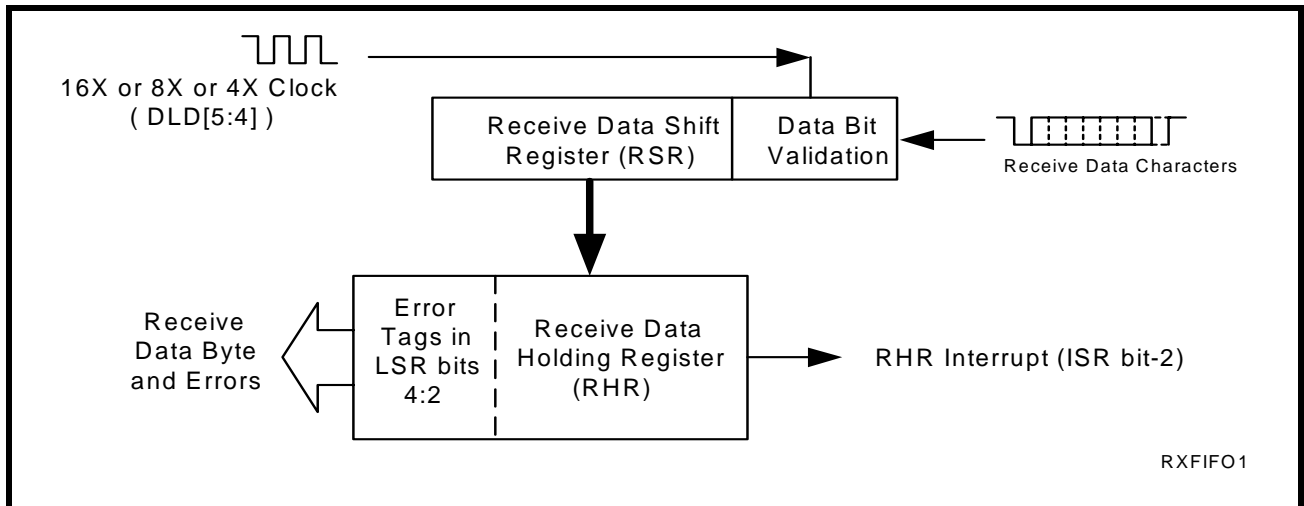 16X or 8X or 4X Clock
( DLD[5:4] )
Receive Data Shift
Register (RSR)
Data Bit
Validation
Receive Data Characters
Receive
Data Byte
and Errors
Error
Tags in
LSR bits
4:2
Receive Data
Holding Register
(RHR)
RHR Interrupt (ISR bit-2)
RXFIFO1